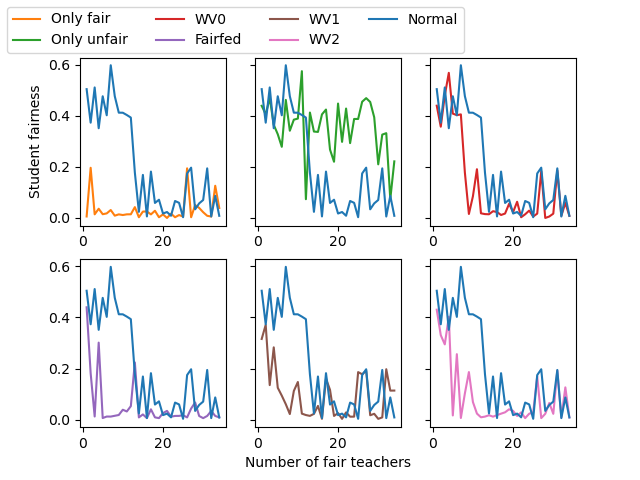 Only fair WV0 WV1 Normal
Only unfair Fairfed WV2
Student fairness
0.6
0.4
0.2
0.0
0 20 0 20 0 20
0.6
0.4
0.2
0.0
0 20 0 20 0 20
Number of fair teachers